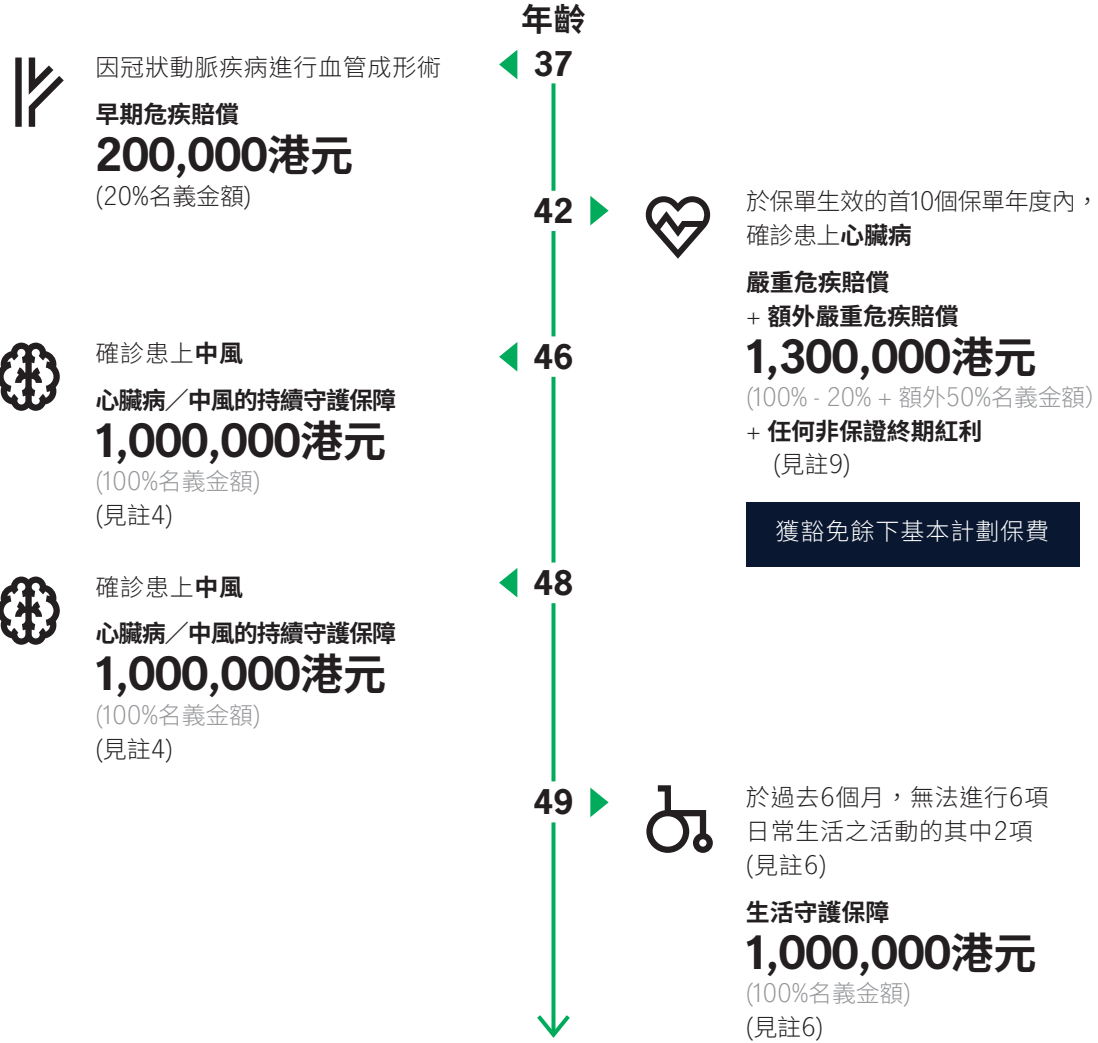 年齡
37
因冠狀動脈疾病進行血管成形術
早期危疾賠償
200,000港元
(20%名義金額)
42
於保單生效的首10個保單年度內，
確診患上心臟病
嚴重危疾賠償
+ 額外嚴重危疾賠償
1,300,000港元
(100% - 20% + 額外50%名義金額)
+ 任何非保證終期紅利
(見註9)
獲豁免餘下基本計劃保費
46
確診患上中風
心臟病／中風的持續守護保障
1,000,000港元
(100%名義金額)
(見註4)
48
確診患上中風
心臟病／中風的持續守護保障
1,000,000港元
(100%名義金額)
(見註4)
49
於過去6個月，無法進行6項
日常生活之活動的其中2項
(見註6)
生活守護保障
1,000,000港元
(100%名義金額)
(見註6)